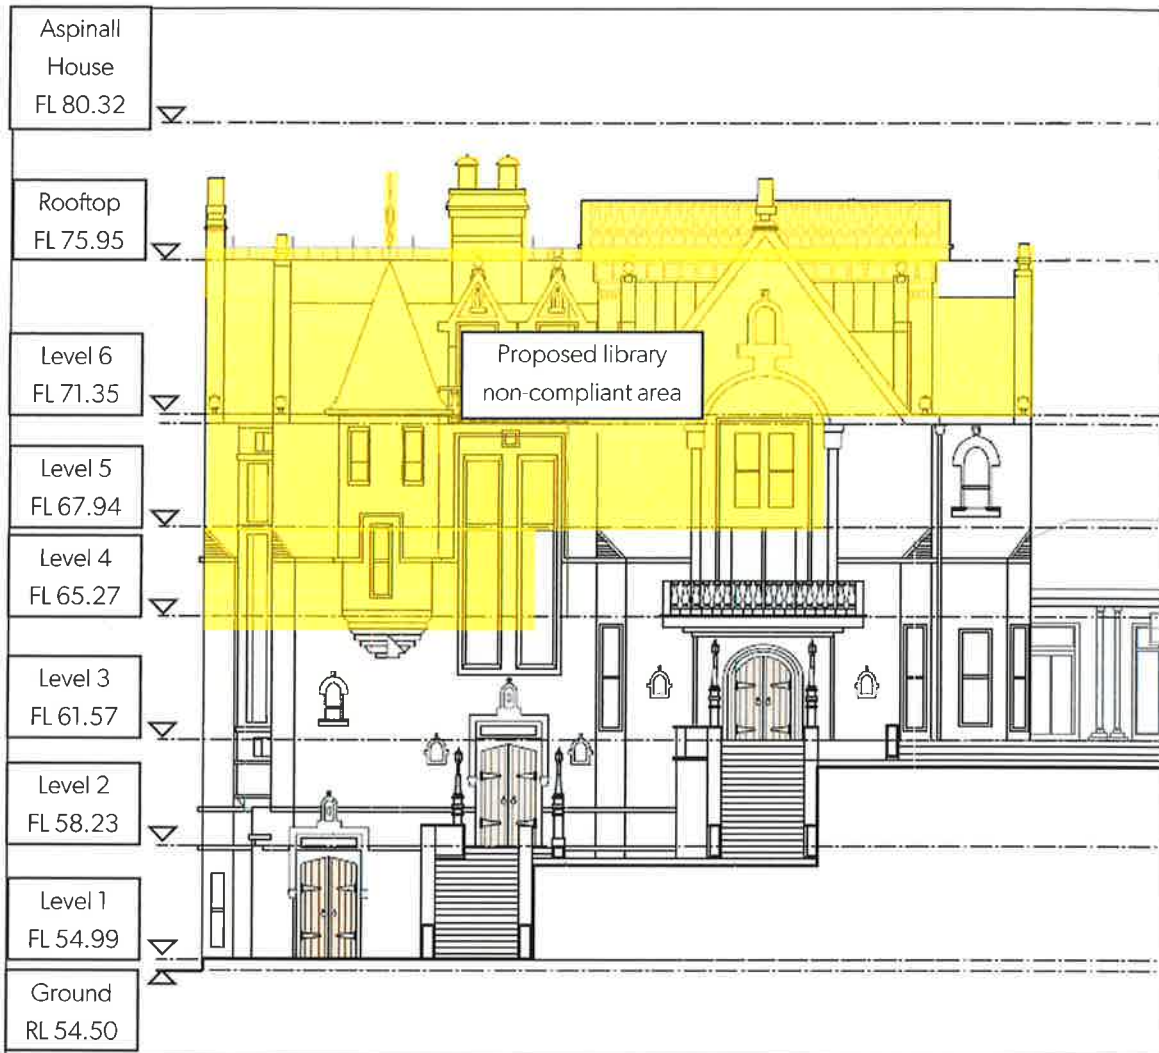 Aspinall
House
FL 80.32
Rooftop
FL 75.95
Level 6
FL 71.35
Proposed library
non-compliant area
Level 5
FL 67.94
Level 4
FL 65.27
Level 3
FL 61.57
Level 2
FL 58.23
Level 1
FL 54.99
Ground
RL 54.50